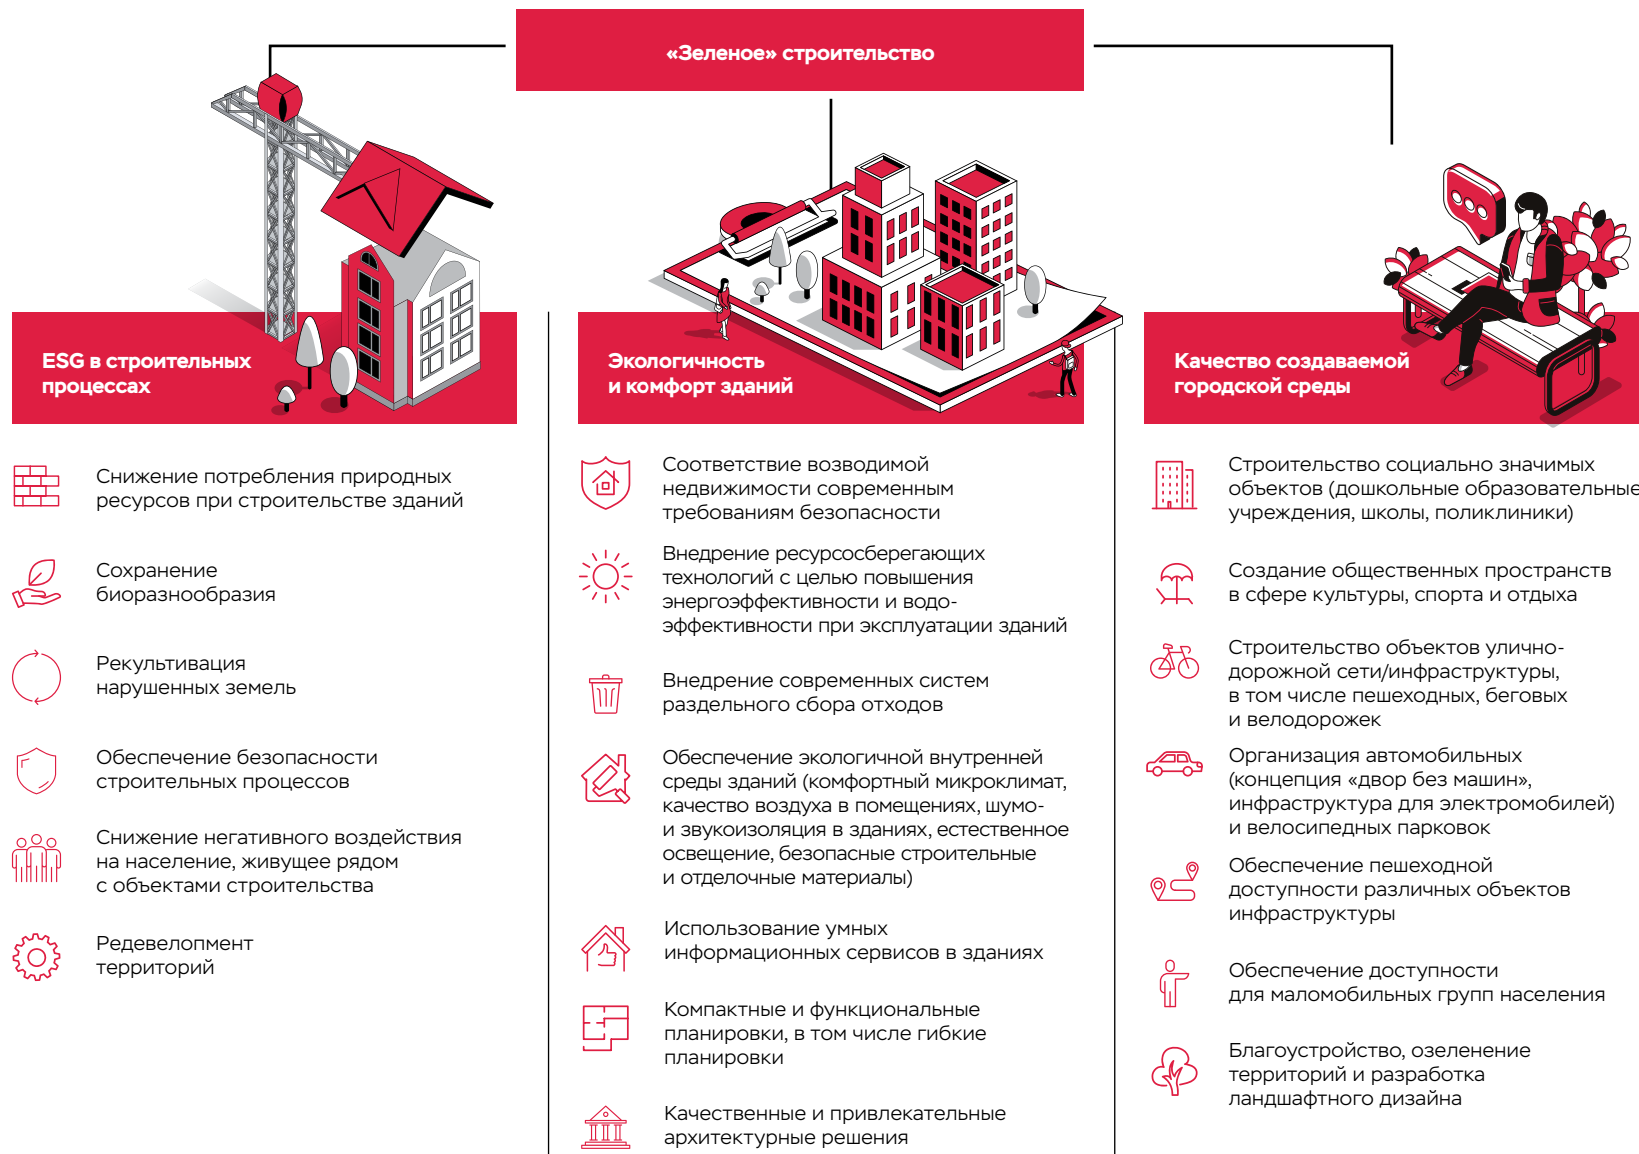 «Зеленое» строительство
ESG в строительных
процессах
Снижение потребления природных
ресурсов при строительстве зданий
Сохранение
биоразнообразия
Рекультивация
нарушенных земель
Обеспечение безопасности
строительных процессов
Снижение негативного воздействия
на население, живущее рядом
с объектами строительства
Редевелопмент
территорий
Экологичность
и комфорт зданий
Соответствие возводимой
недвижимости современным
требованиям безопасности
Внедрение ресурсосберегающих
технологий с целью повышения
энергоэффективности и водо-
эффективности при эксплуатации зданий
Внедрение современных систем
раздельного сбора отходов
Обеспечение экологичной внутренней
среды зданий (комфортный микроклимат,
качество воздуха в помещениях, шумо-
и звукоизоляция в зданиях, естественное
освещение, безопасные строительные
и отделочные материалы)
Использование умных
информационных сервисов в зданиях
Компактные и функциональные
планировки, в том числе гибкие
планировки
Качественные и привлекательные
архитектурные решения
Качество создаваемой
городской среды
Строительство социально значимых
объектов (дошкольные образовательные
учреждения, школы, поликлиники)
Создание общественных пространств
в сфере культуры, спорта и отдыха
Строительство объектов улично-
дорожной сети/инфраструктуры,
в том числе пешеходных, беговых
и велодорожек
Организация автомобильных
(концепция «двор без машин»,
инфраструктура для электромобилей)
и велосипедных парковок
Обеспечение пешеходной
доступности различных объектов
инфраструктуры
Обеспечение доступности
для маломобильных групп населения
Благоустройство, озеленение
территорий и разработка
ландшафтного дизайна